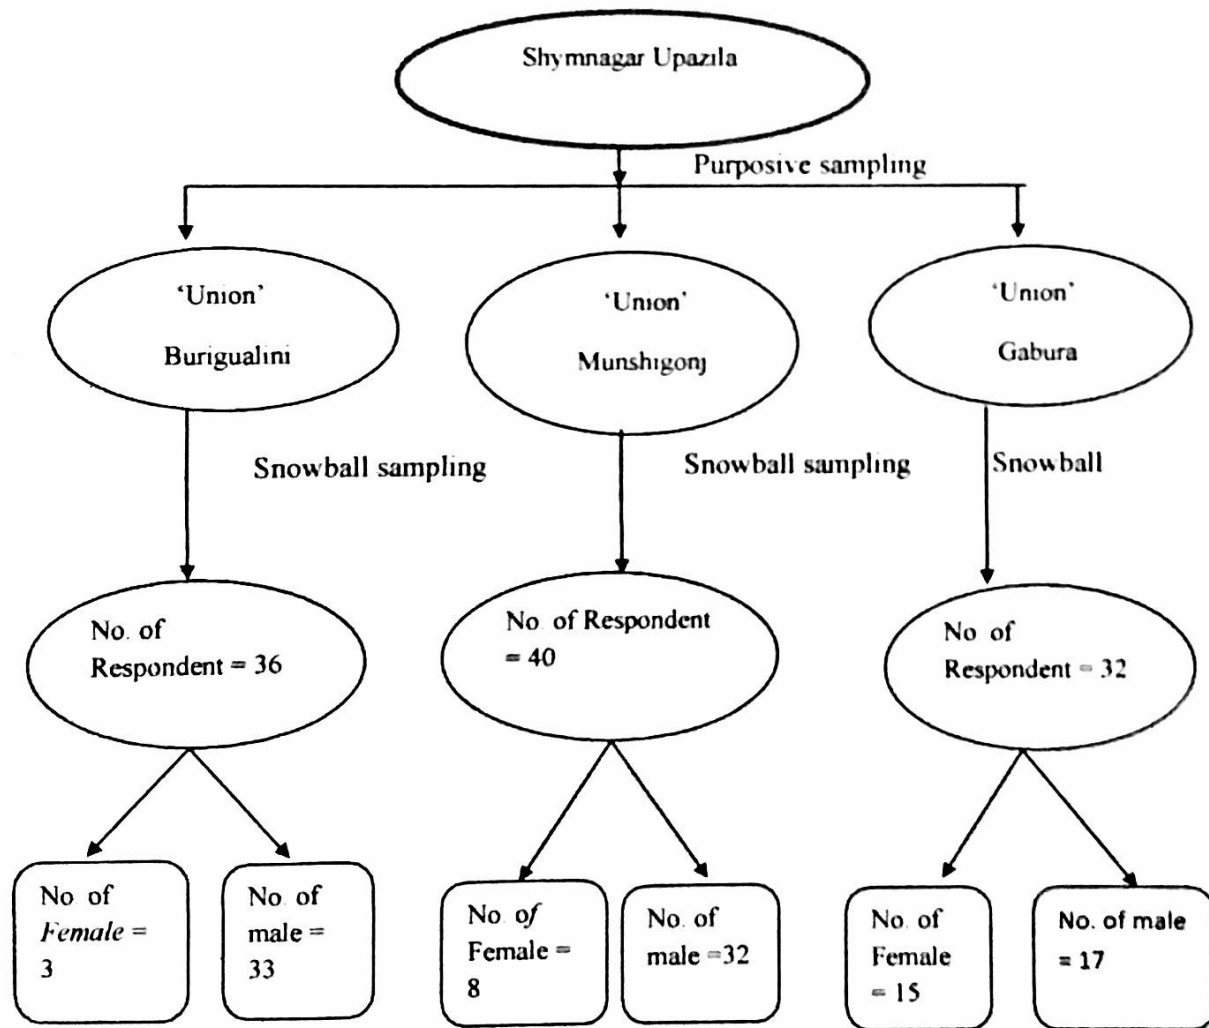 Shymnagar Upazila
Purposive sampling
‘Union’
Burigualini
‘Union’
Munshigonj
‘Union’
Gabura
Snowball sampling
Snowball sampling
Snowball
No. of
Respondent = 36
No. of Respondent
= 40
No. of
Respondent = 32
No. of
Female =
3
No. of
male =
33
No. of
Female =
8
No. of
male =32
No. of
Female
= 15
No. of male
= 17